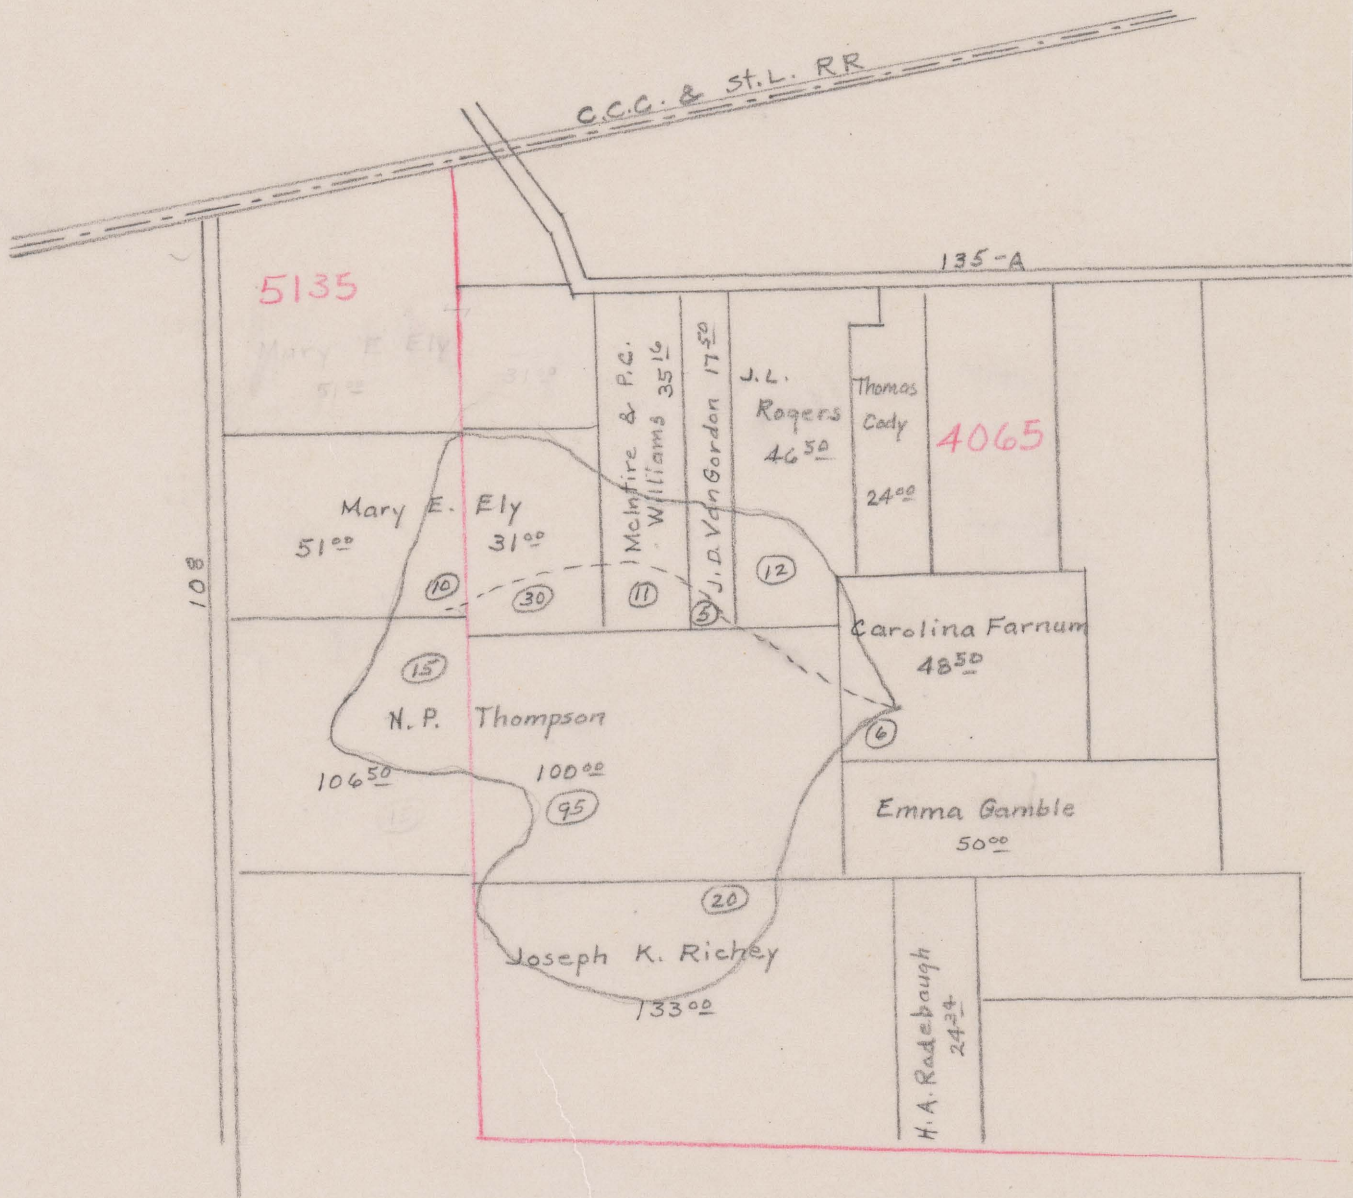 C.C.C. & St.L. RR
135-A
5135
Mary E Ely
51 00
31 00
McIntire & P.C.
Williams 35 16
J.D. VanGordon 17 50
J.L.
Rogers
46 50
Thomas
Cody
24 00
4065
Mary E. Ely
51 00
31 00
108
10
30
11
5
12
Carolina Farnum
48 50
6
15
N.P. Thompson
106 50
100 00
95
Emma Gamble
50 00
20
Joseph K. Richey
133 00
H.A. Radebaugh
24 34